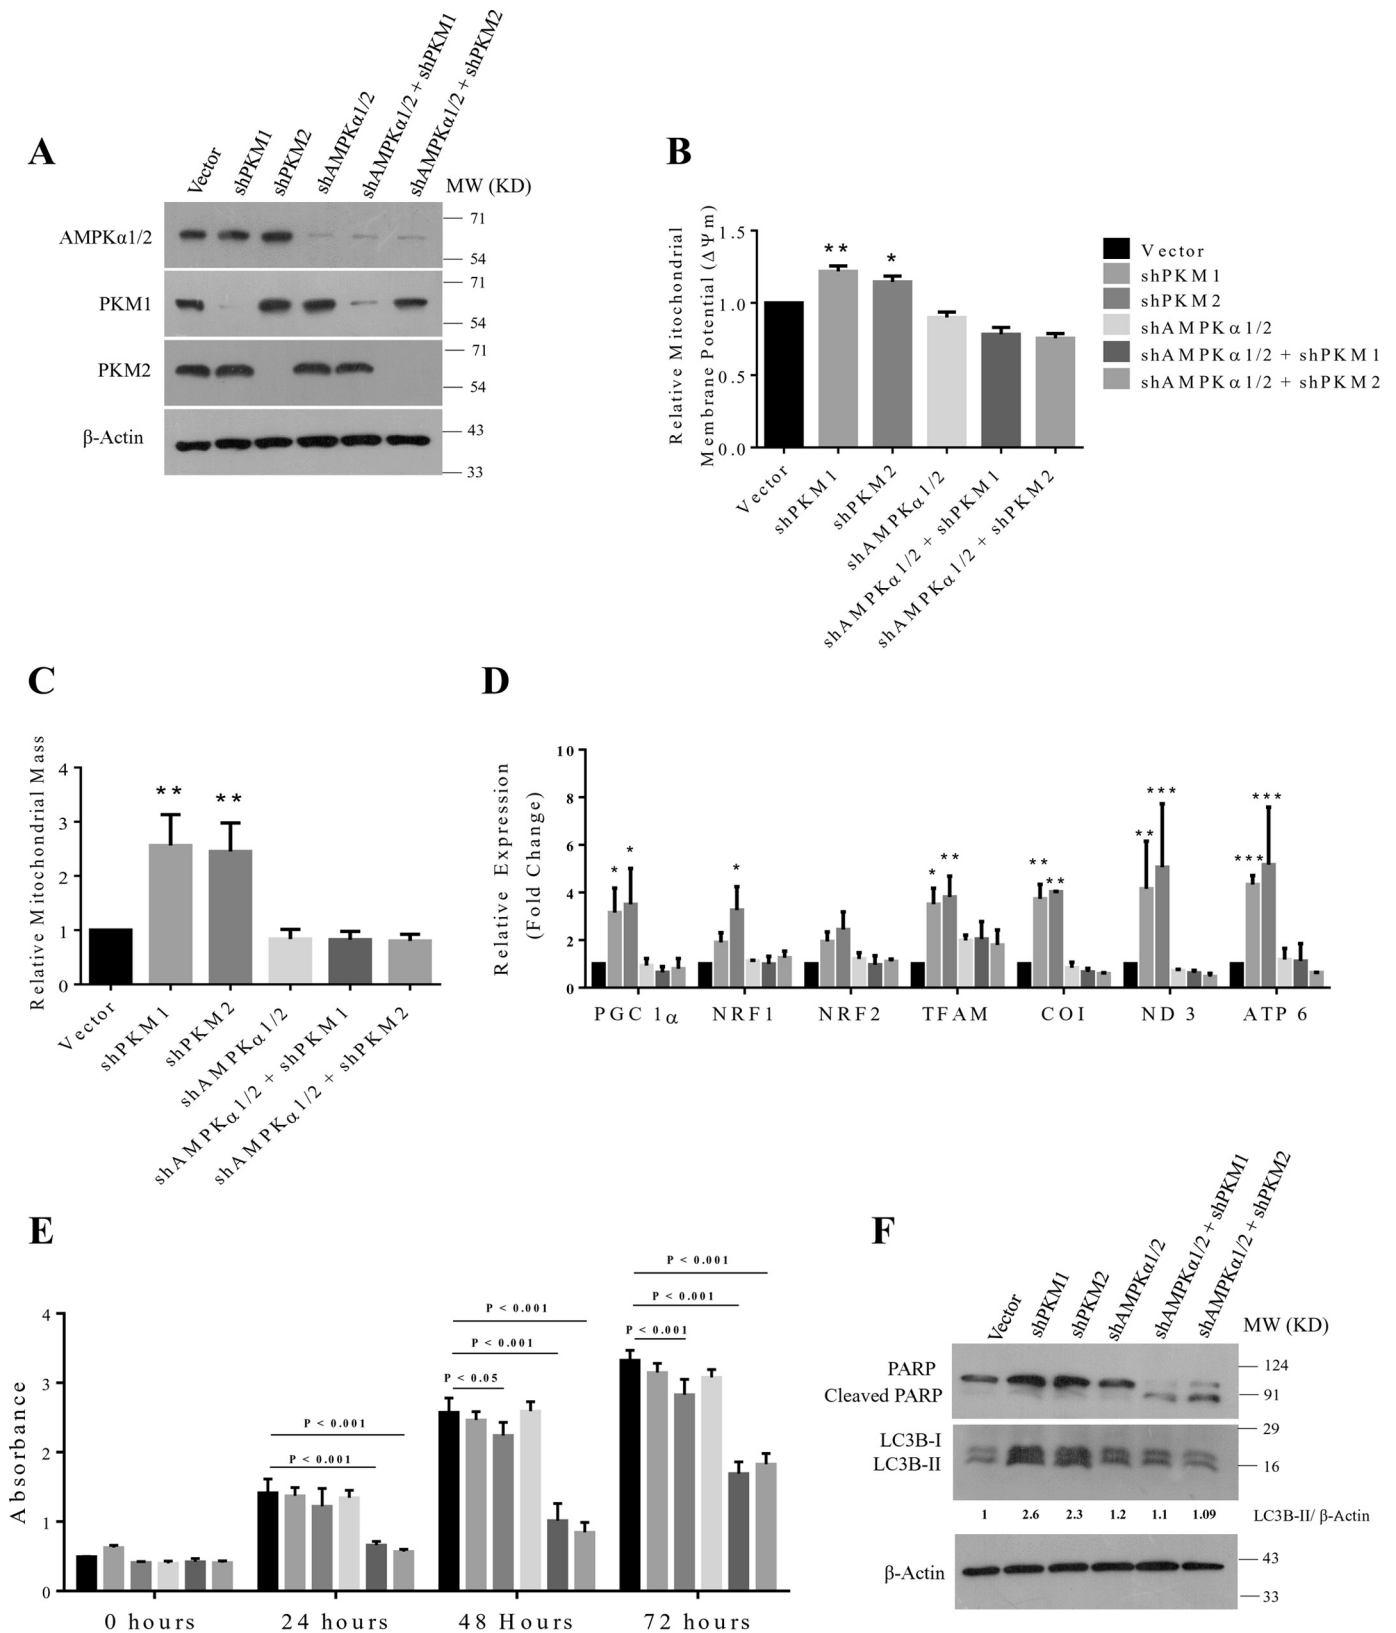 A
Vector
shPKM1
shPKM2
shAMPKα1/2
shAMPKα1/2 + shPKM1
shAMPKα1/2 + shPKM2
MW (KD)
AMPKα1/2
71
54
PKM1
71
54
PKM2
71
54
β-Actin
43
33
B
Relative Mitochondrial
Membrane Potential (ΔΨm)
1.5
1.0
0.5
0.0
**
*
Vector
shPKM1
shPKM2
shAMPKα1/2
shAMPKα1/2 + shPKM1
shAMPKα1/2 + shPKM2
Vector
shPKM1
shPKM2
shAMPKα1/2
shAMPKα1/2 + shPKM1
shAMPKα1/2 + shPKM2
C
Relative Mitochondrial Mass
4
3
2
1
0
**
**
Vector
shPKM1
shPKM2
shAMPKα1/2
shAMPKα1/2 + shPKM1
shAMPKα1/2 + shPKM2
D
Relative Expression
(Fold Change)
10
8
6
4
2
0
*
*
*
*
**
**
**
**
***
***
***
PGC 1α
NRF1
NRF2
TFAM
COI
ND 3
ATP 6
E
Absorbance
4
3
2
1
0
P < 0.001
P < 0.001
P < 0.001
P < 0.001
P < 0.05
P < 0.001
P < 0.001
P < 0.001
0 hours
24 hours
48 Hours
72 hours
F
Vector
shPKM1
shPKM2
shAMPKα1/2
shAMPKα1/2 + shPKM1
shAMPKα1/2 + shPKM2
MW (KD)
PARP
Cleaved PARP
124
91
LC3B-I
LC3B-II
29
16
1 2.6 2.3 1.2 1.1 1.09 LC3B-II/ β-Actin
β-Actin
43
33